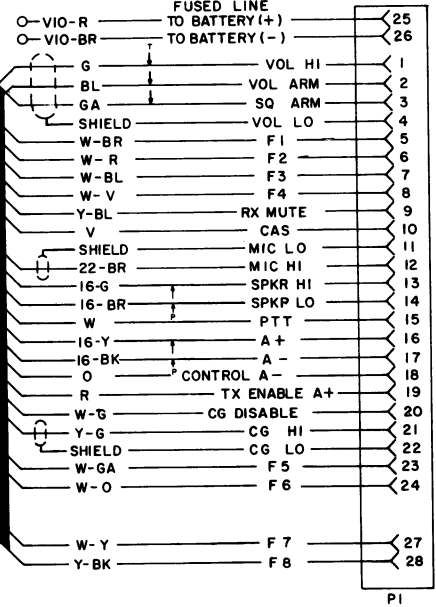 FUSED LINE
V10-R TO BATTERY (+) 25
V10-BR TO BATTERY (-) 26
T
G VOL HI 1
BL VOL ARM 2
GA SQ ARM 3
SHIELD VOL LO 4
W-BR F1 5
W-R F2 6
W-BL F3 7
W-V F4 8
Y-BL RX MUTE 9
V CAS 10
SHIELD MIC LO 11
22-BR MIC HI 12
16-G SPKR HI 13
16-BR SPKP LO 14
P
W PTT 15
16-Y A+ 16
16-BK A- 17
P
O CONTROL A- 18
R TX ENABLE A+ 19
W-G CG DISABLE 20
Y-G CG HI 21
SHIELD CG LO 22
W-GA F5 23
W-O F6 24
W-Y F7 27
Y-BK F8 28
P1